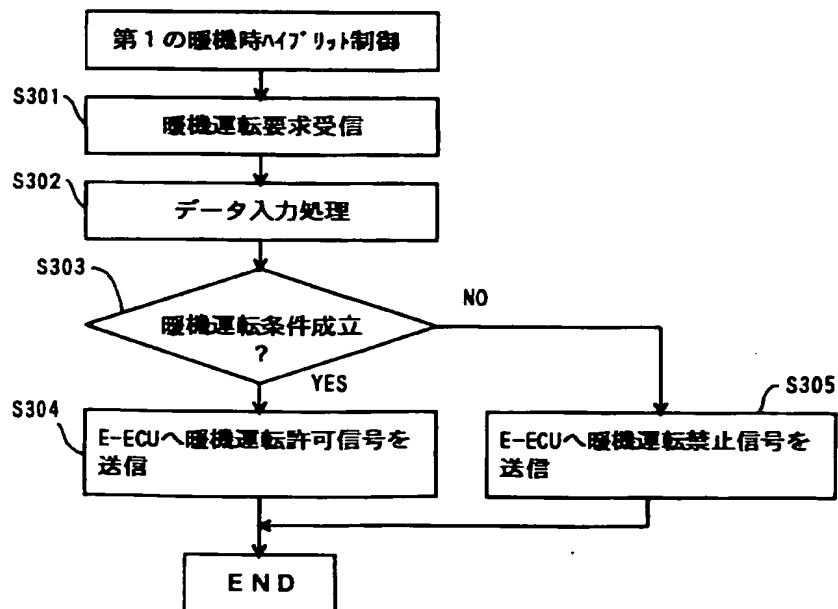 第1の暖機時ﾊｲﾌﾞﾘｯﾄ制御
S301
暖機運転要求受信
S302
データ入力処理
S303
暖機運転条件成立
?
NO
YES
S304
E-ECUへ暖機運転許可信号を
送信
S305
E-ECUへ暖機運転禁止信号を
送信
END